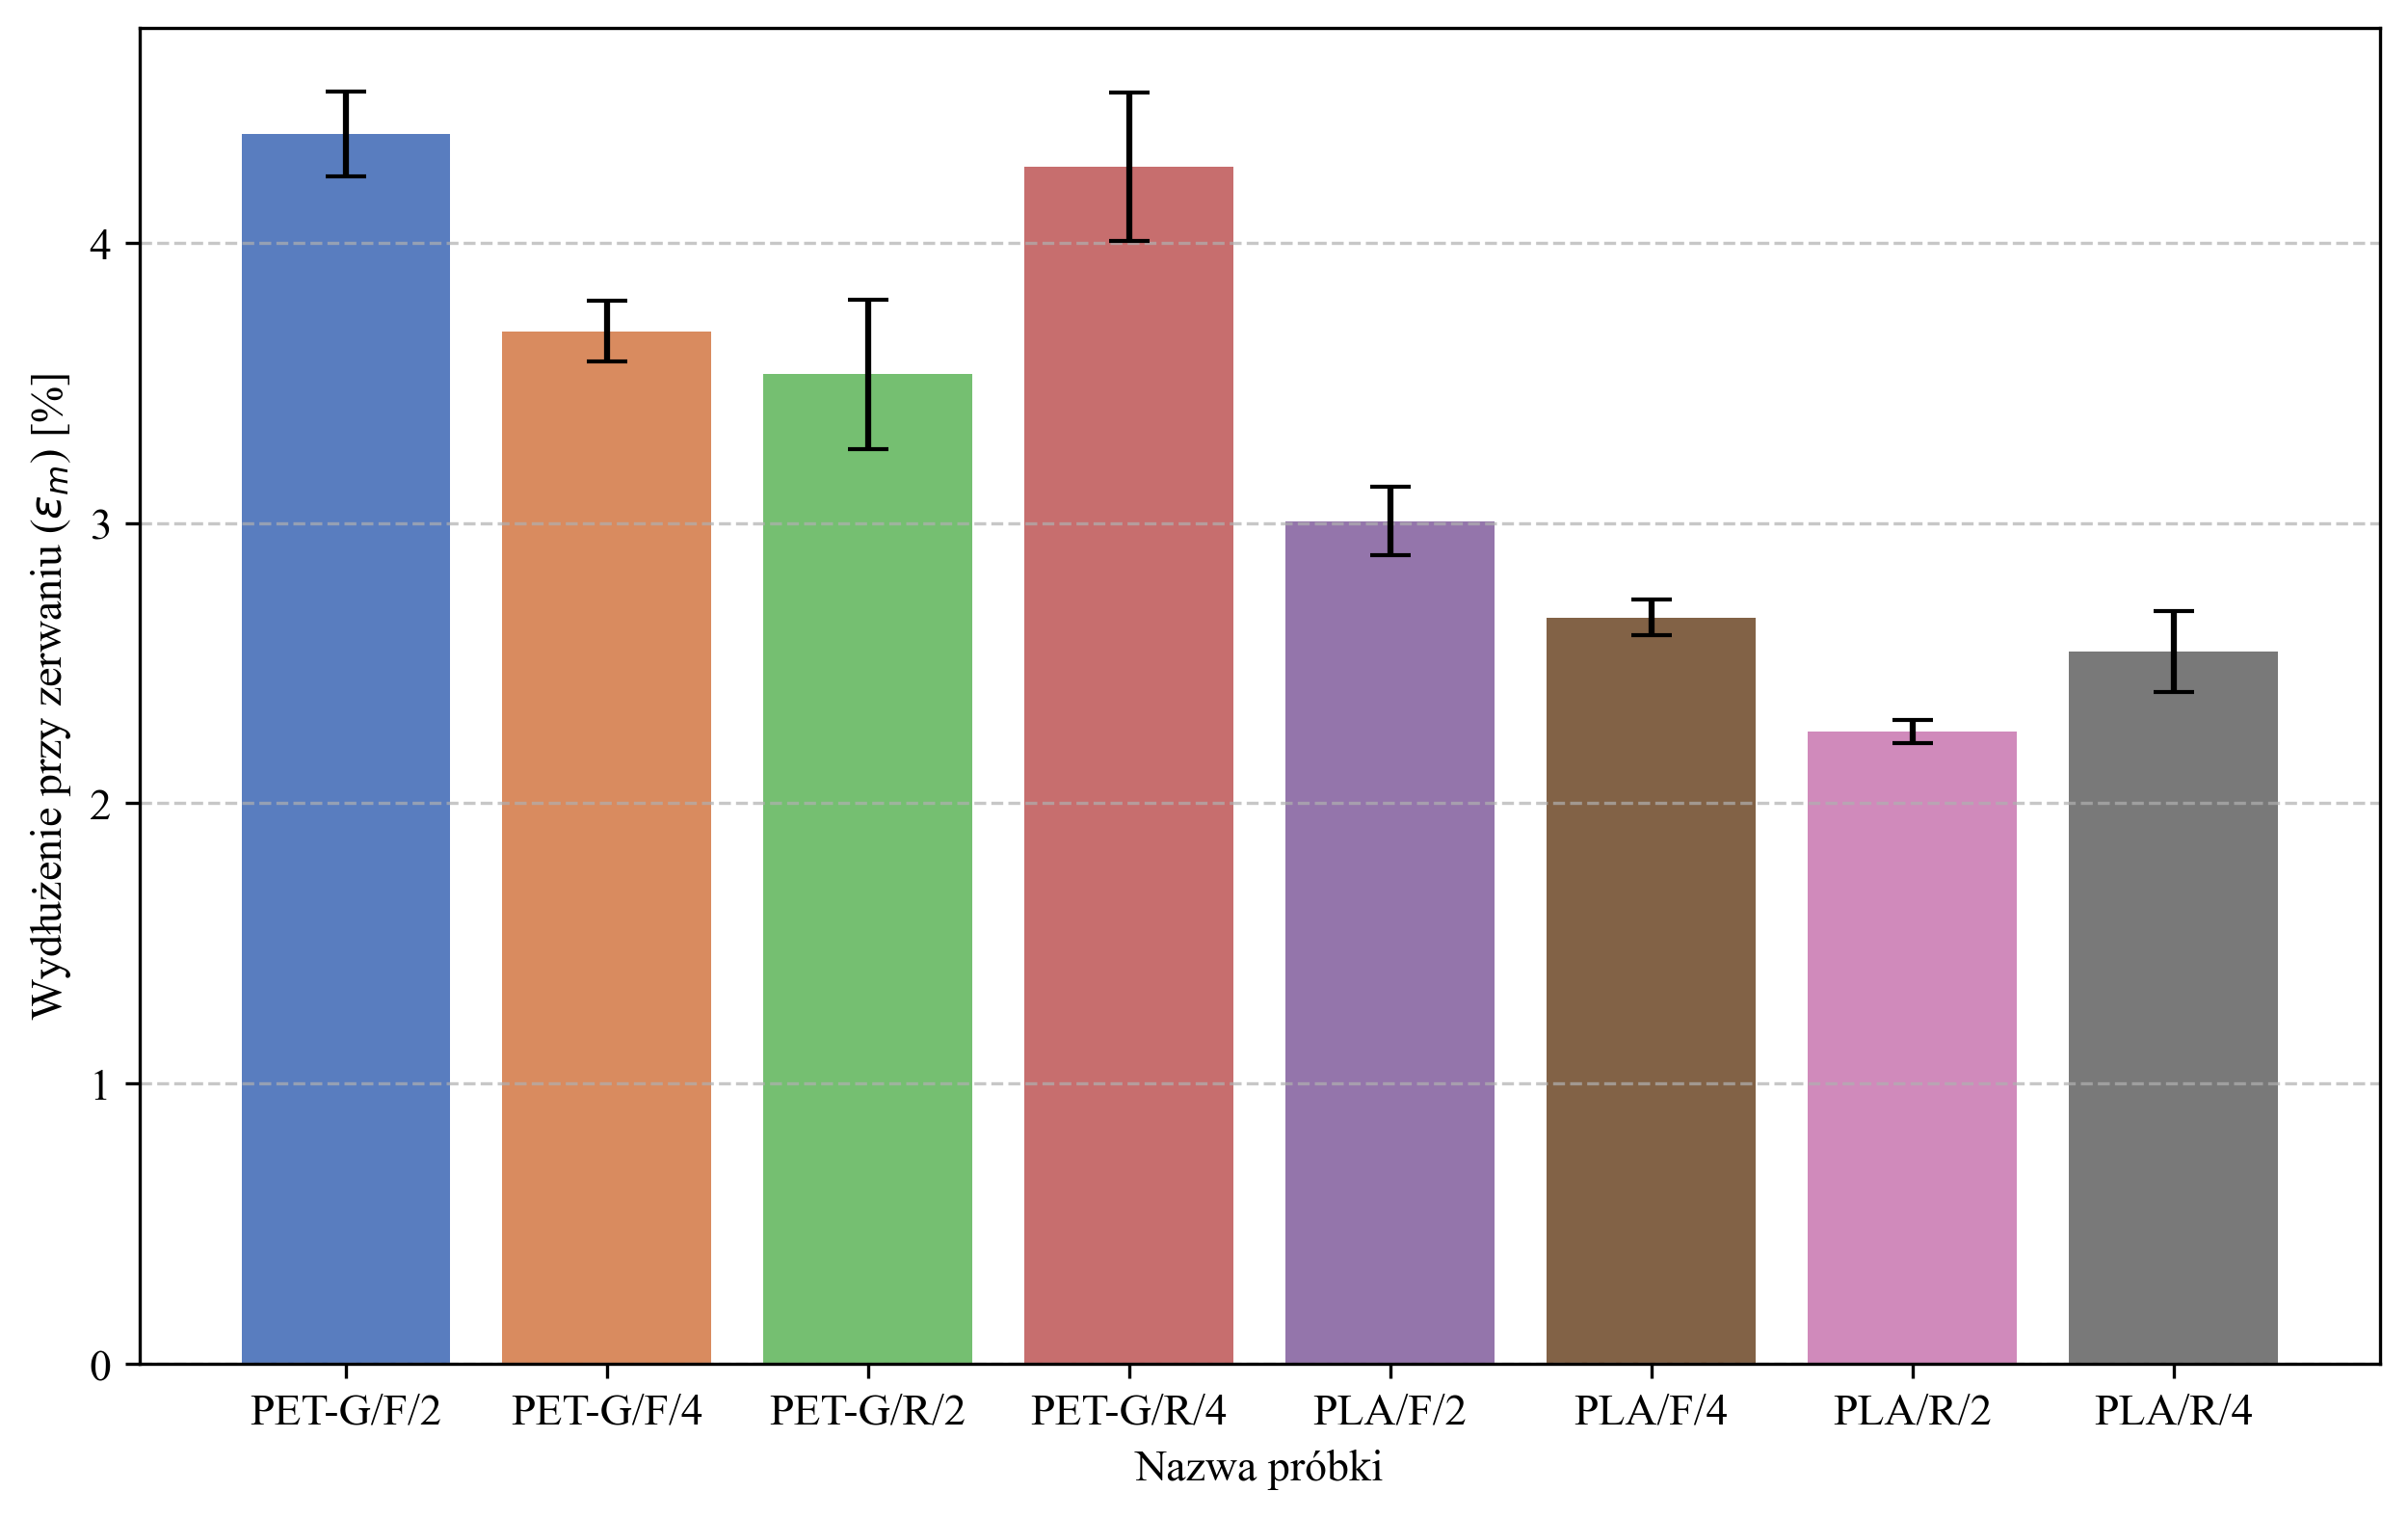 Wydłużenie przy zerwaniu (εₘ) [%]
4
3
2
1
0
PET-G/F/2 PET-G/F/4 PET-G/R/2 PET-G/R/4 PLA/F/2 PLA/F/4 PLA/R/2 PLA/R/4
Nazwa próbki